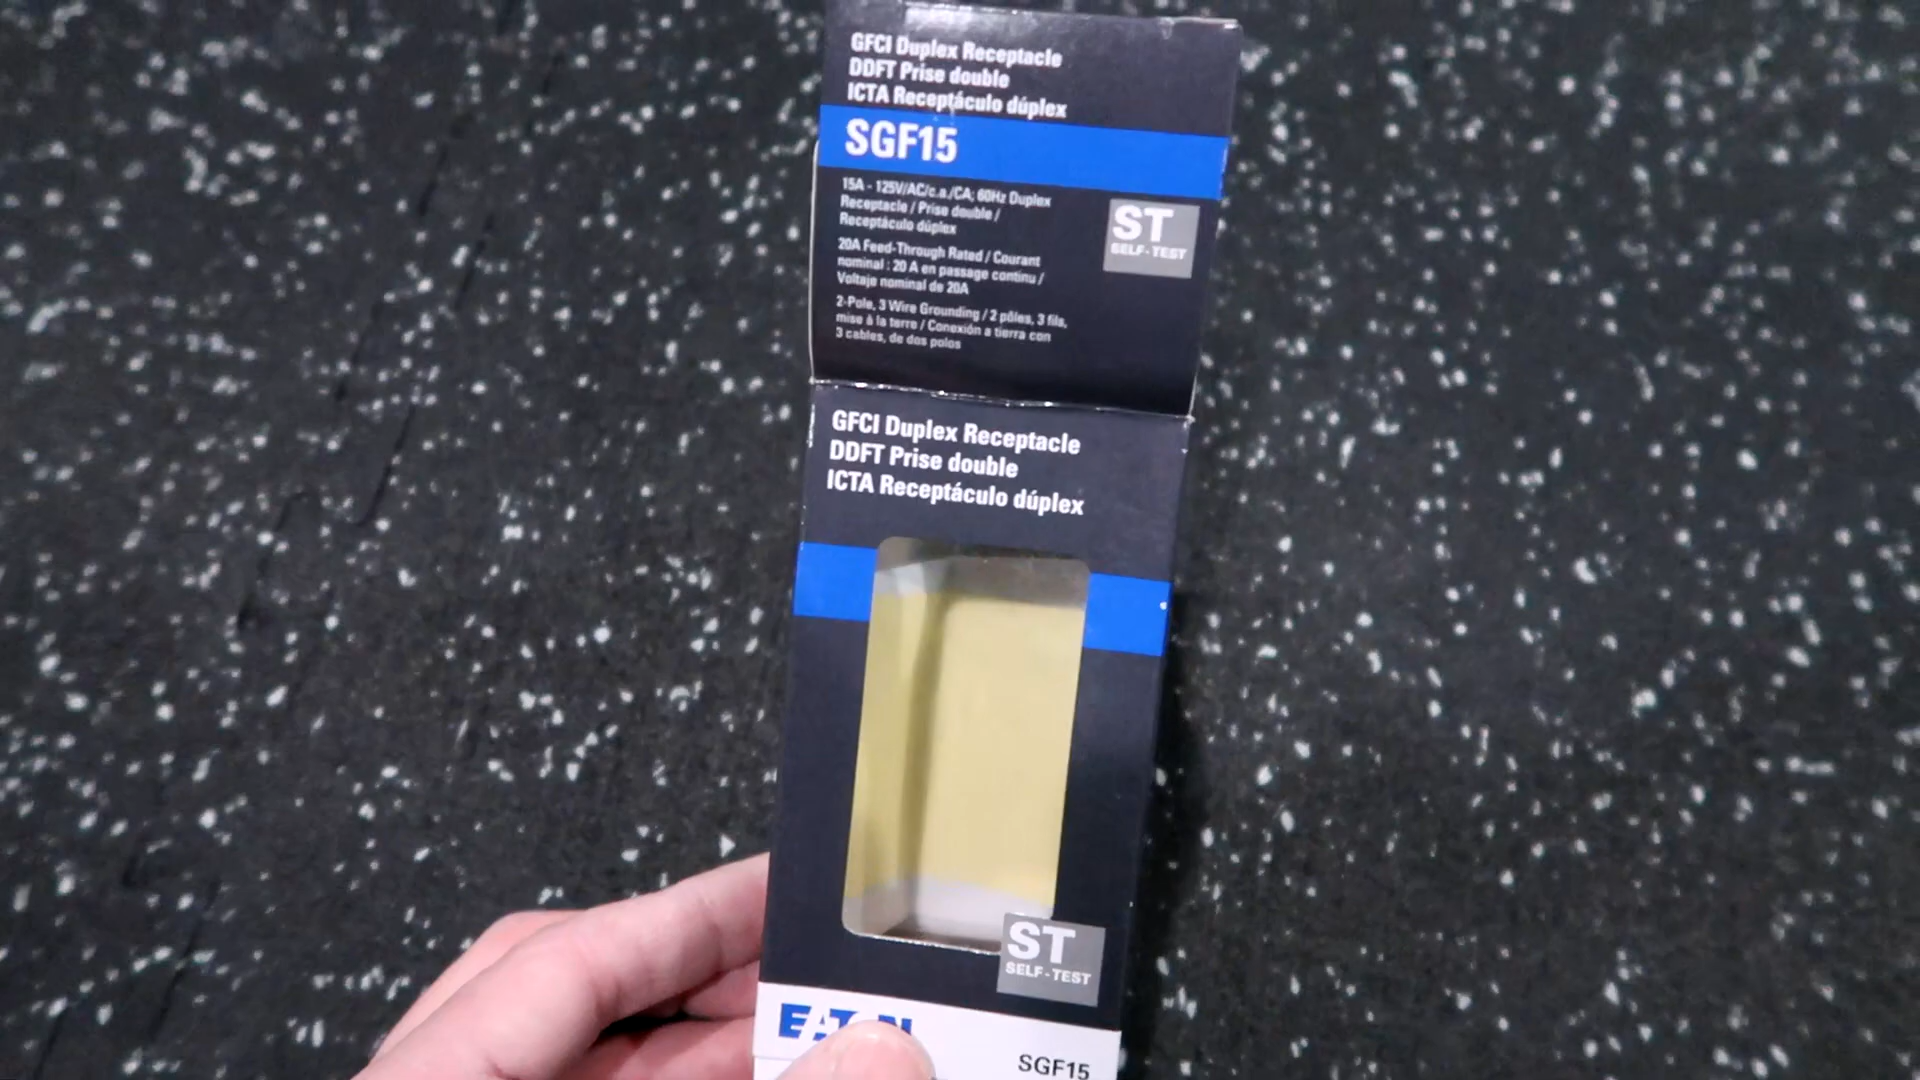 GFCI Duplex Receptacle
DDFT Prise double
ICTA Receptáculo dúplex
SGF15
15A - 125V/AC/c.a./CA; 60Hz Duplex
Receptacle / Prise double /
Receptáculo dúplex
20A Feed-Through Rated / Courant
nominal : 20 A en passage continu /
Voltaje nominal de 20A
2-Pole, 3 Wire Grounding / 2 pôles, 3 fils,
mise à la terre / Conexión a tierra con
3 cables, de dos polos
ST
SELF-TEST
GFCI Duplex Receptacle
DDFT Prise double
ICTA Receptáculo dúplex
ST
SELF-TEST
EATON
SGF15